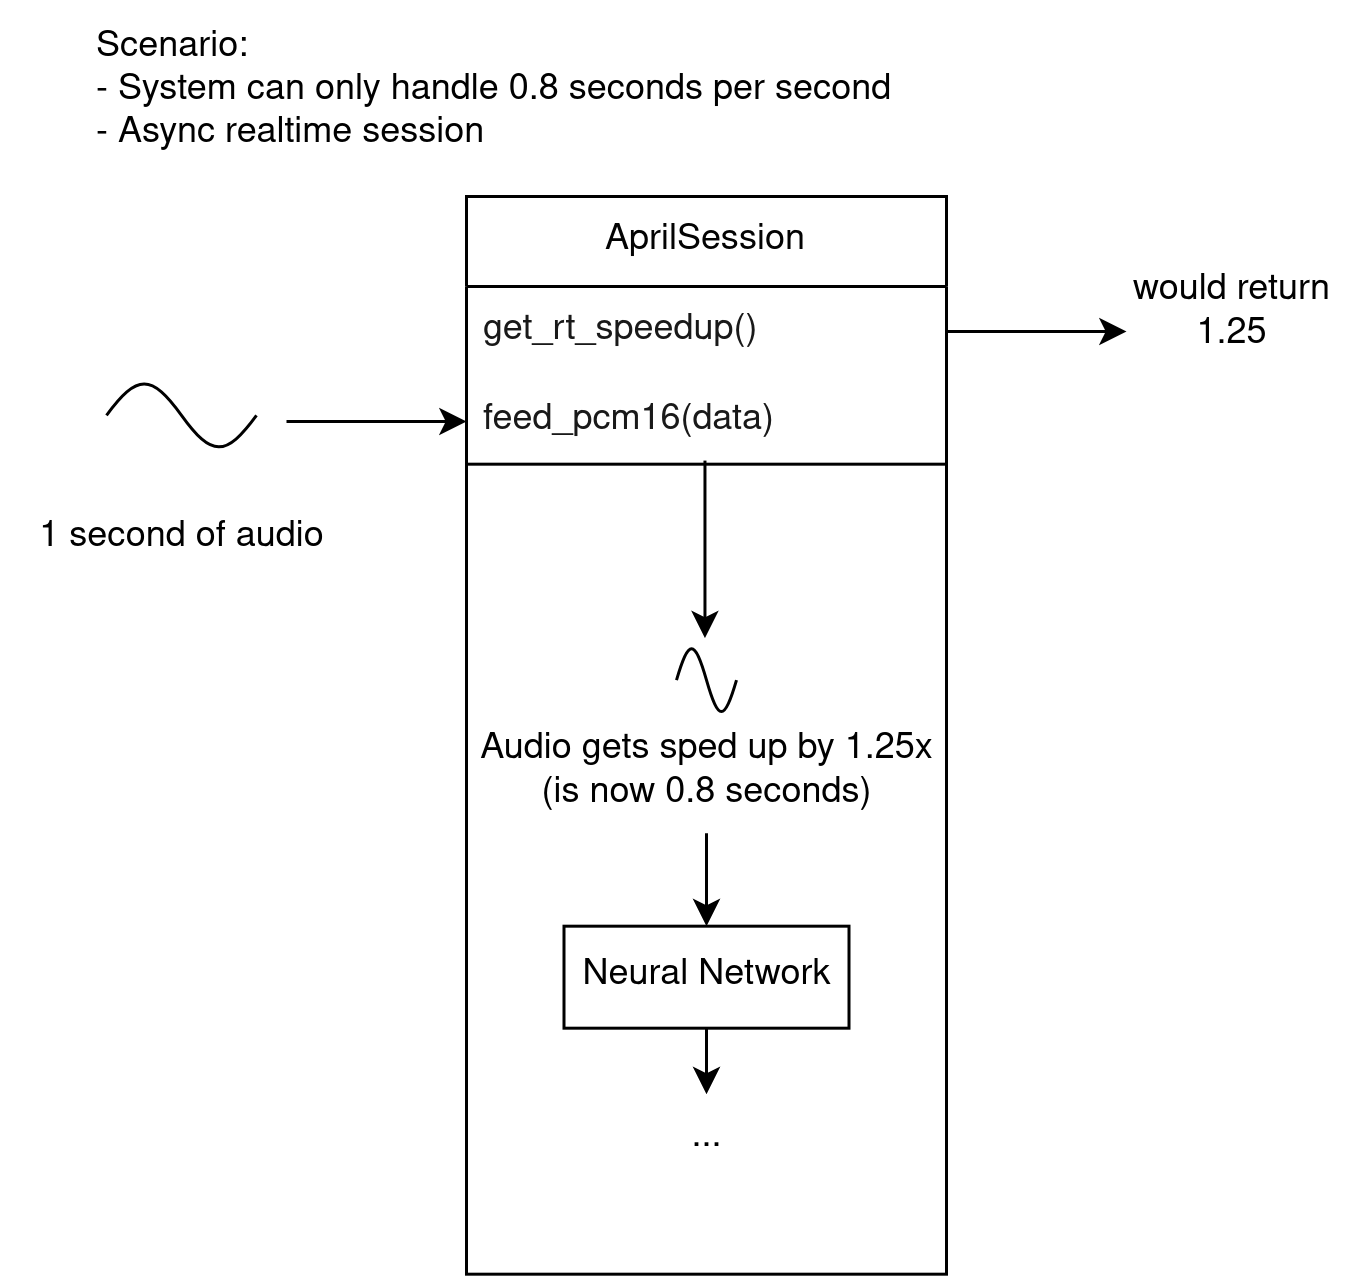 Scenario:
- System can only handle 0.8 seconds per second
- Async realtime session
AprilSession
get_rt_speedup()
would return
1.25
feed_pcm16(data)
1 second of audio
Audio gets sped up by 1.25x
(is now 0.8 seconds)
Neural Network
...